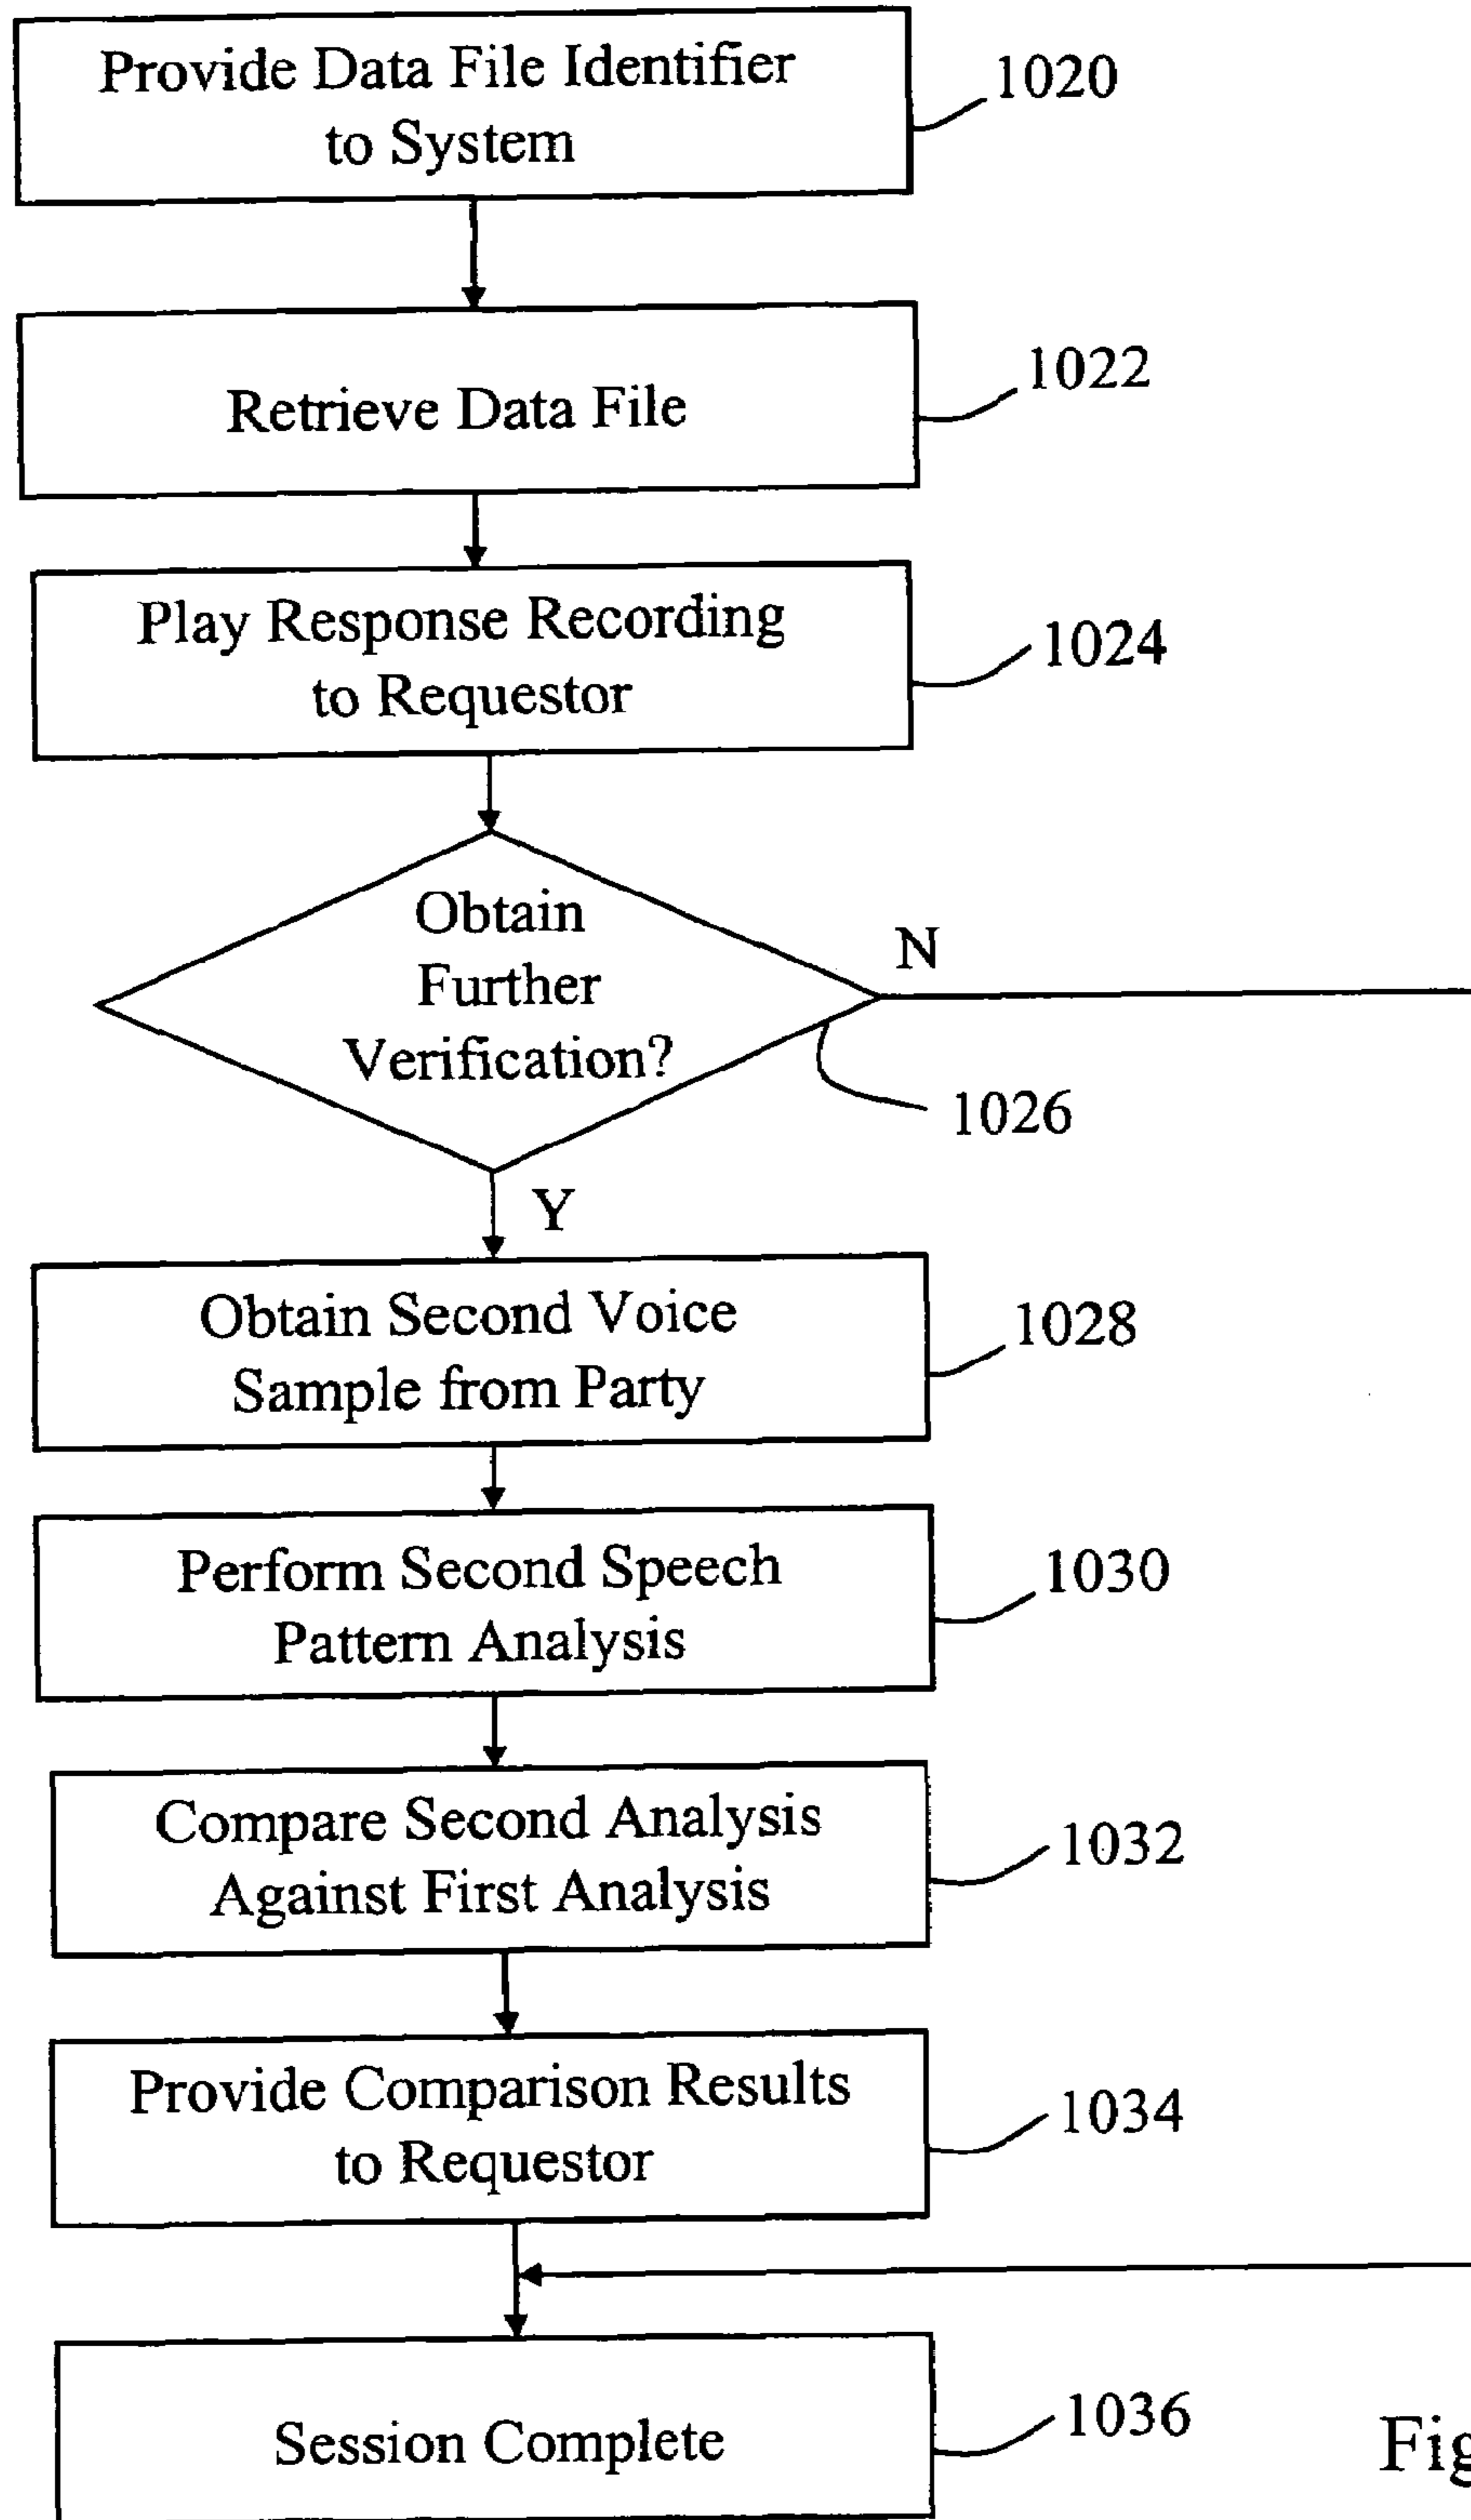 Provide Data File Identifier
to System
1020
Retrieve Data File
1022
Play Response Recording
to Requestor
1024
Obtain
Further
Verification?
N
1026
Y
Obtain Second Voice
Sample from Party
1028
Perform Second Speech
Pattern Analysis
1030
Compare Second Analysis
Against First Analysis
1032
Provide Comparison Results
to Requestor
1034
Session Complete
1036
Fig